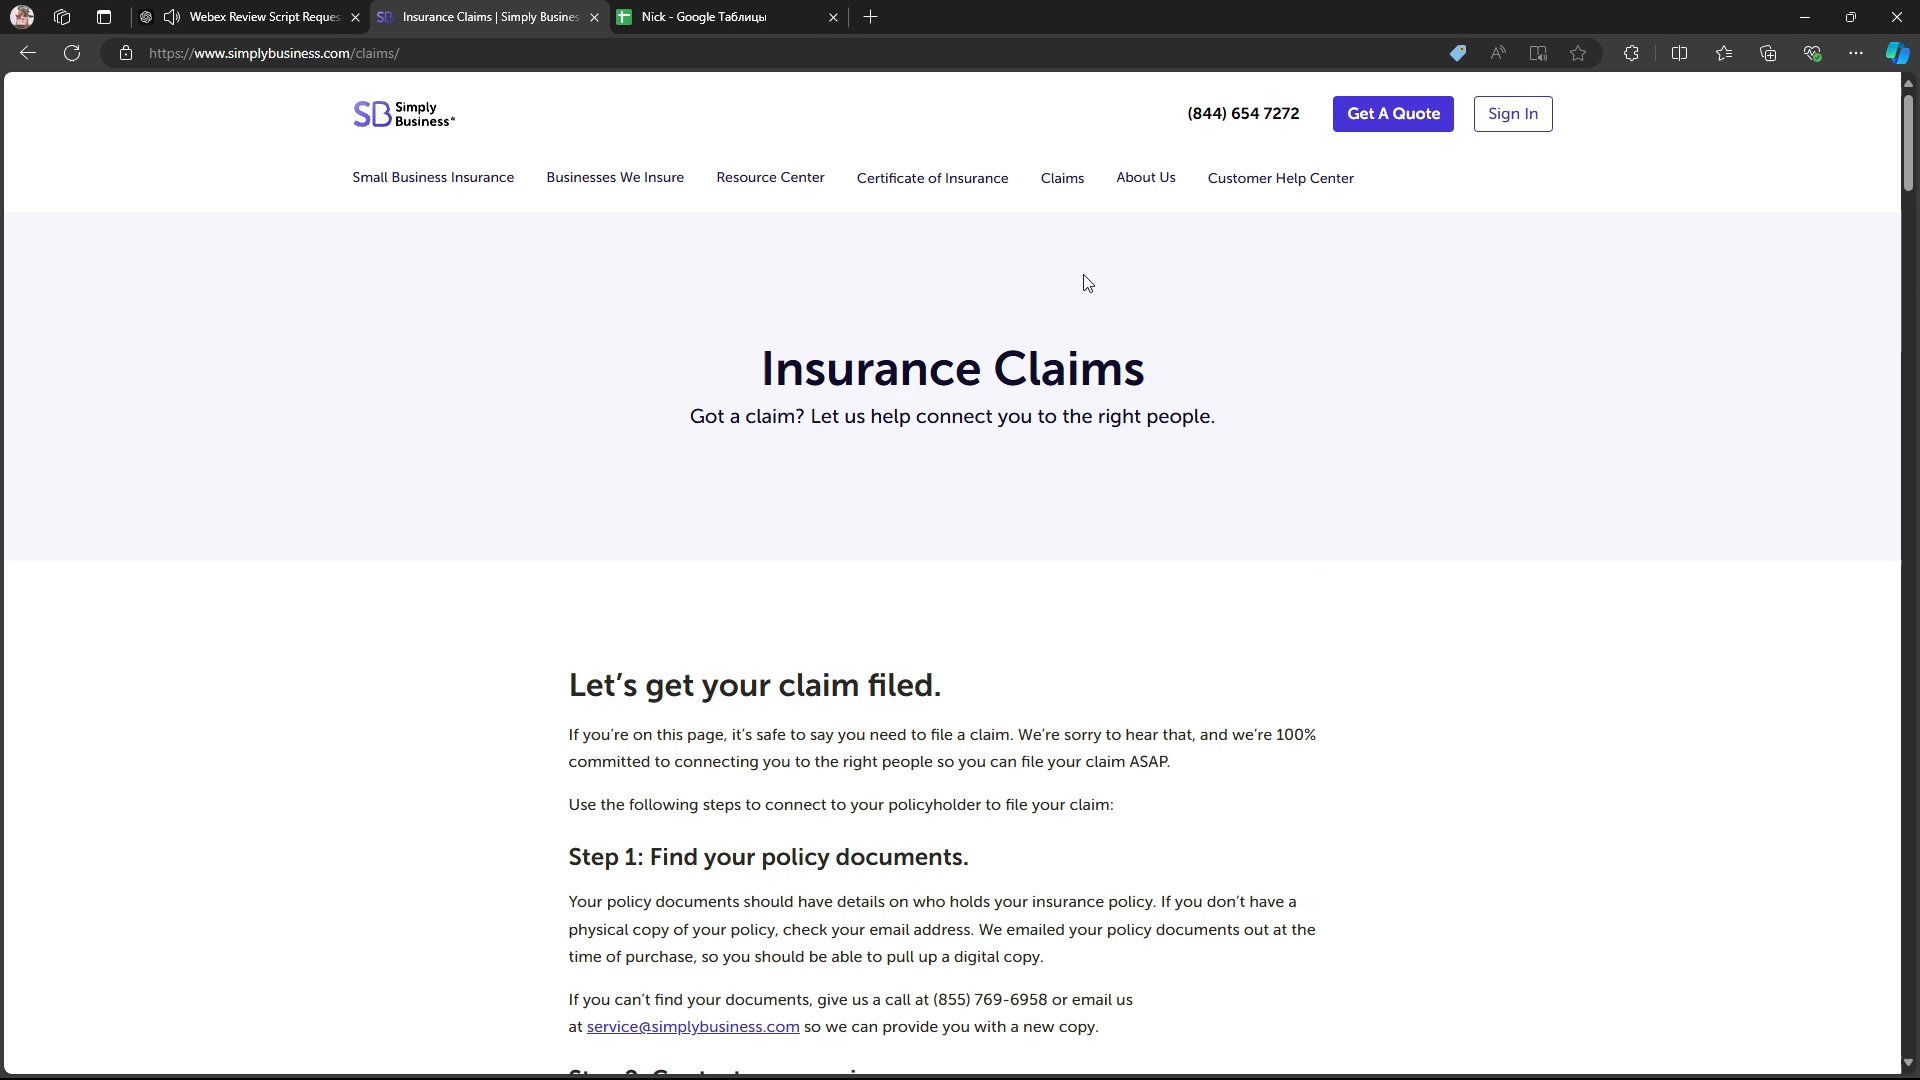 Webex Review Script Reques
Insurance Claims | Simply Busines
Nick - Google Таблицы
https://www.simplybusiness.com/claims/
Simply
Business
(844) 654 7272
Get A Quote
Sign In
Small Business Insurance
Businesses We Insure
Resource Center
Certificate of Insurance
Claims
About Us
Customer Help Center
Insurance Claims
Got a claim? Let us help connect you to the right people.
Let's get your claim filed.
If you're on this page, it's safe to say you need to file a claim. We're sorry to hear that, and we're 100%
committed to connecting you to the right people so you can file your claim ASAP.
Use the following steps to connect to your policyholder to file your claim:
Step 1: Find your policy documents.
Your policy documents should have details on who holds your insurance policy. If you don't have a
physical copy of your policy, check your email address. We emailed your policy documents out at the
time of purchase, so you should be able to pull up a digital copy.
If you can't find your documents, give us a call at (855) 769-6958 or email us
at service@simplybusiness.com so we can provide you with a new copy.